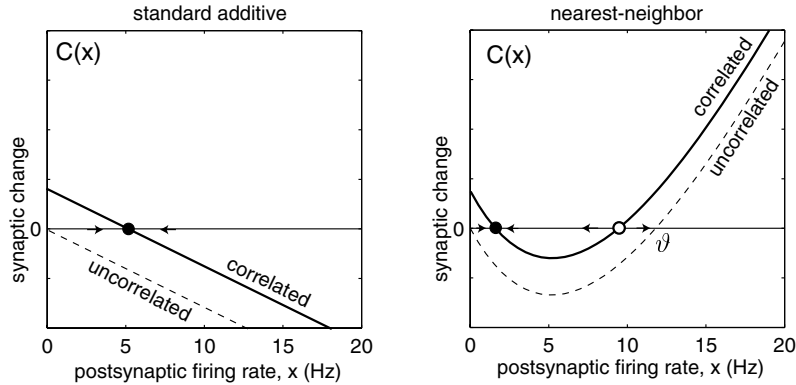 standard additive
C(x)
synaptic change
0
uncorrelated
correlated
0 5 10 15 20
postsynaptic firing rate, x (Hz)
nearest-neighbor
C(x)
synaptic change
0
correlated
uncorrelated
ϑ
0 5 10 15 20
postsynaptic firing rate, x (Hz)